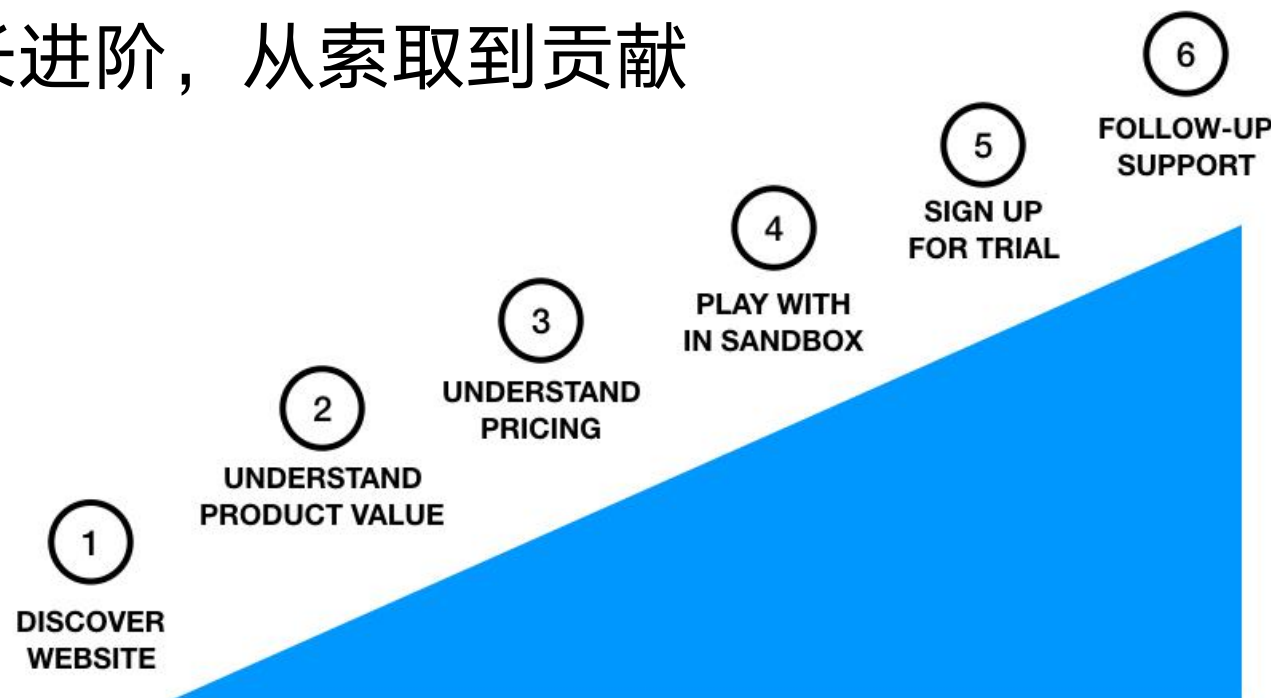 进阶，从索取到贡献
6
FOLLOW-UP
SUPPORT
5
SIGN UP
FOR TRIAL
4
PLAY WITH
IN SANDBOX
3
UNDERSTAND
PRICING
2
UNDERSTAND
PRODUCT VALUE
1
DISCOVER
WEBSITE